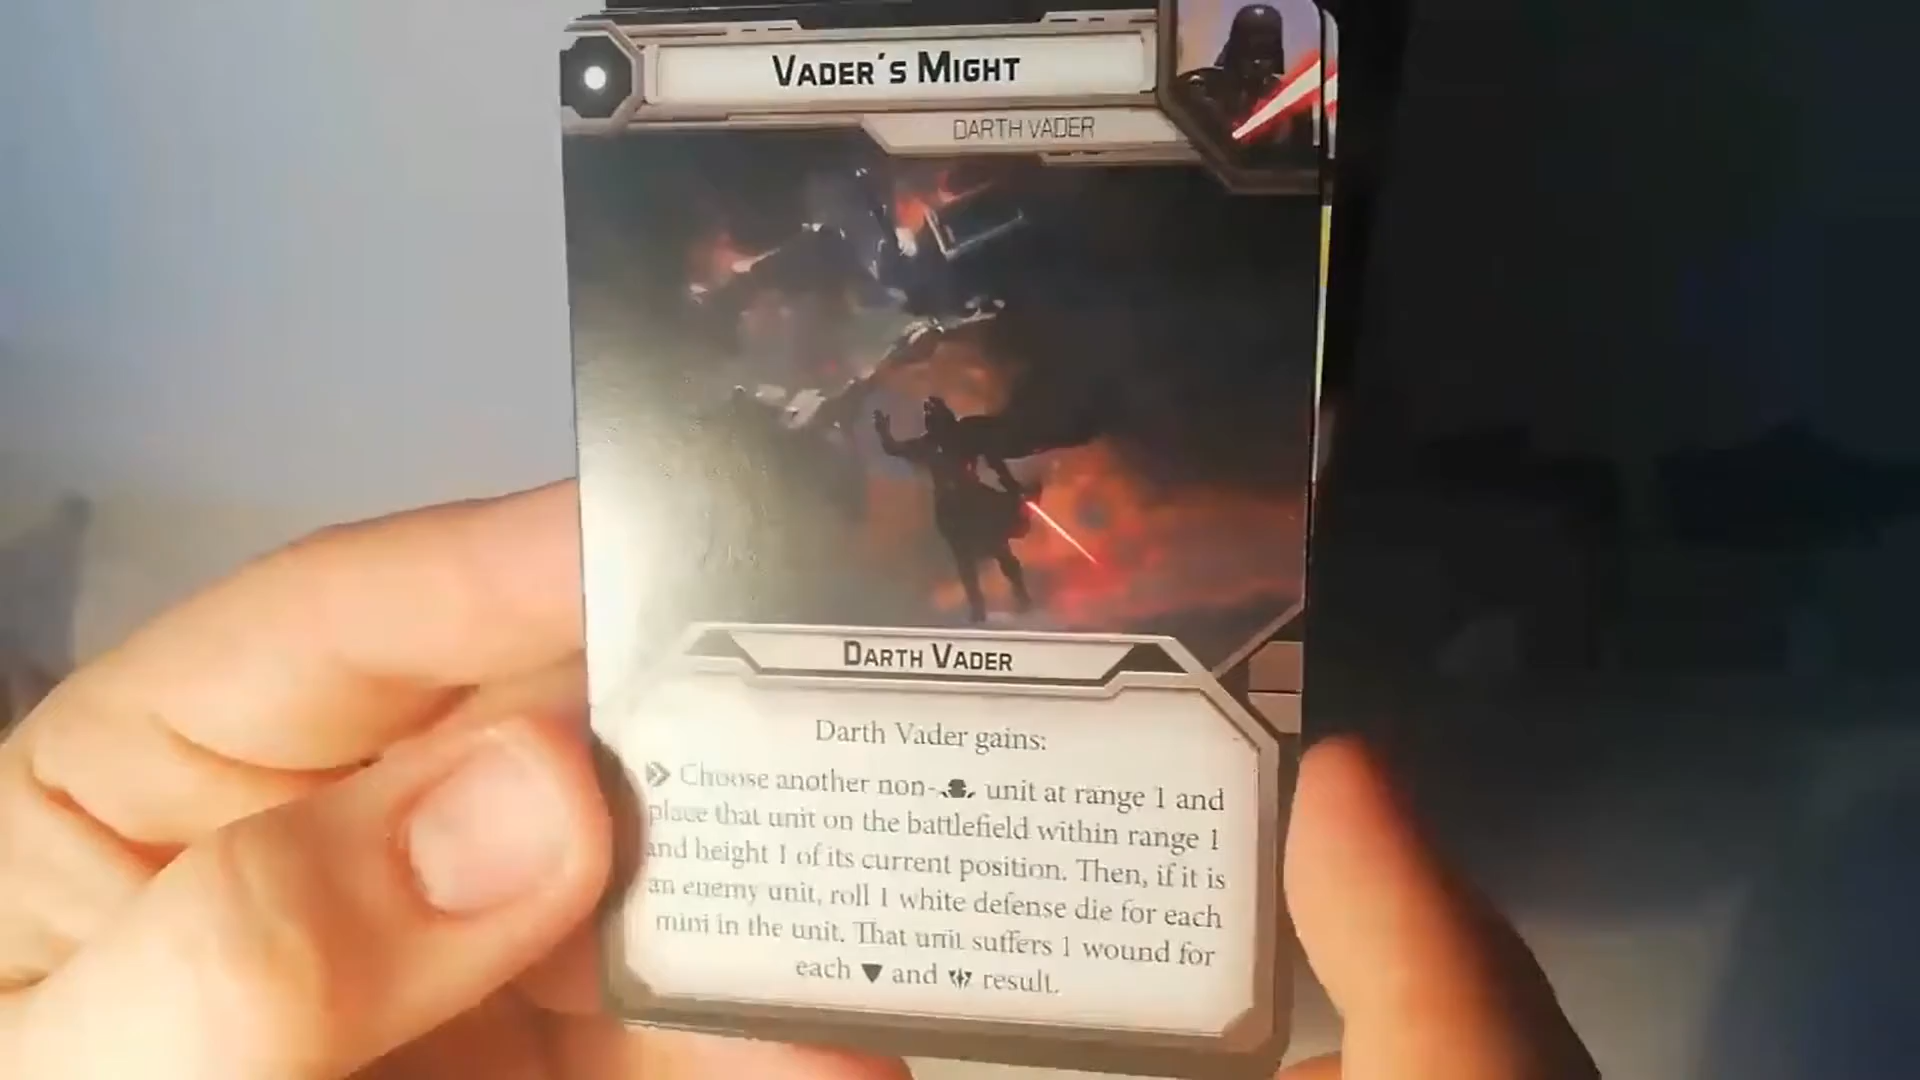 VADER'S MIGHT
DARTH VADER
DARTH VADER
Darth Vader gains:
Choose another non- unit at range 1 and
place that unit on the battlefield within range 1
and height 1 of its current position. Then, if it is
an enemy unit, roll 1 white defense die for each
mini in the unit. That unit suffers 1 wound for
each and result.